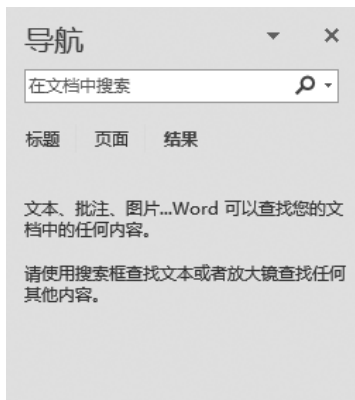 导航
在文档中搜索
标题 页面 结果
文本、批注、图片...Word 可以查找您的文
档中的任何内容。
请使用搜索框查找文本或者放大镜查找任何
其他内容。